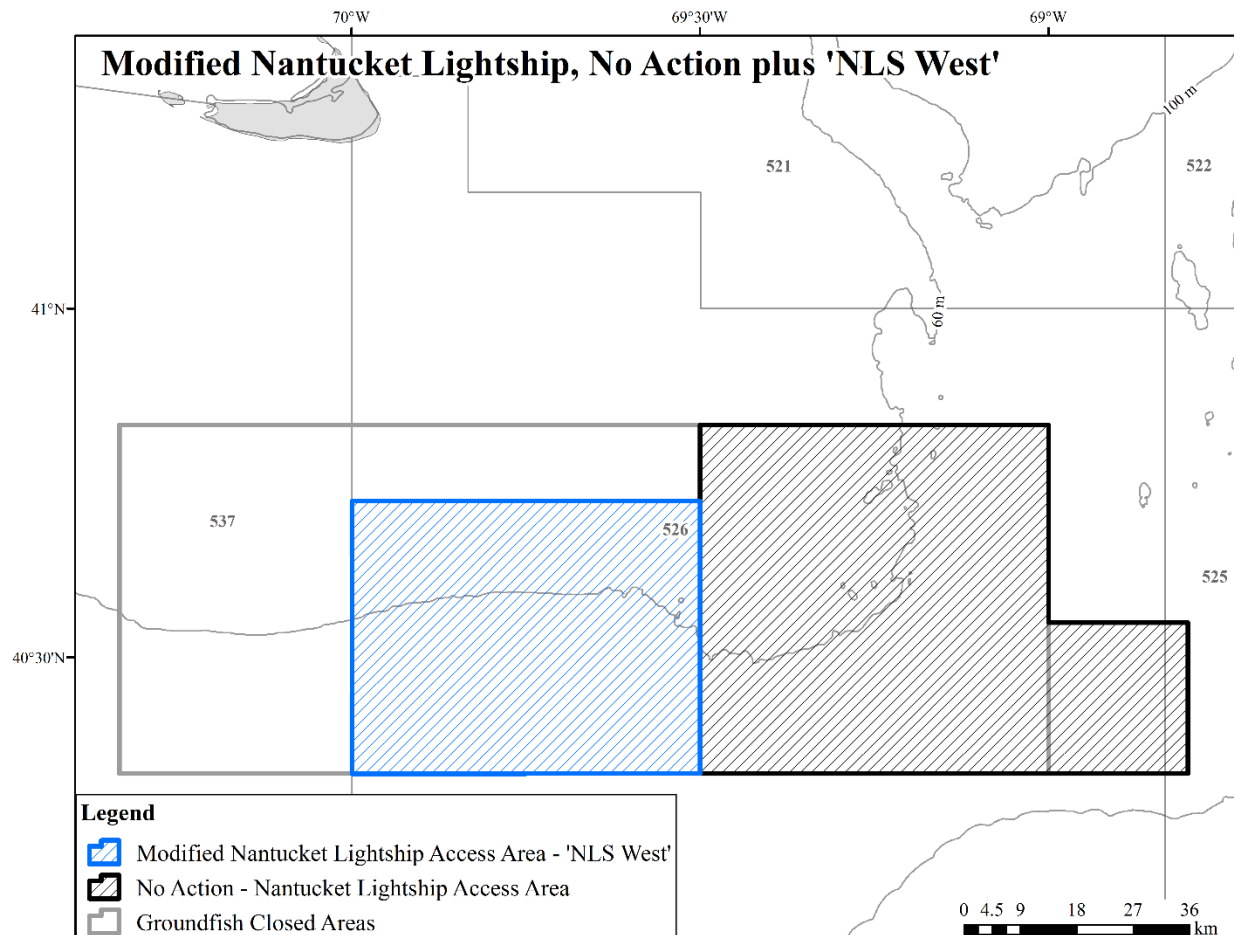 70°W 69°30'W 69°W
Modified Nantucket Lightship, No Action plus 'NLS West'
100 m
521 522
41°N
60 m
537 526
525
40°30'N
Legend
Modified Nantucket Lightship Access Area - 'NLS West'
No Action - Nantucket Lightship Access Area
Groundfish Closed Areas
0 4.5 9 18 27 36
km